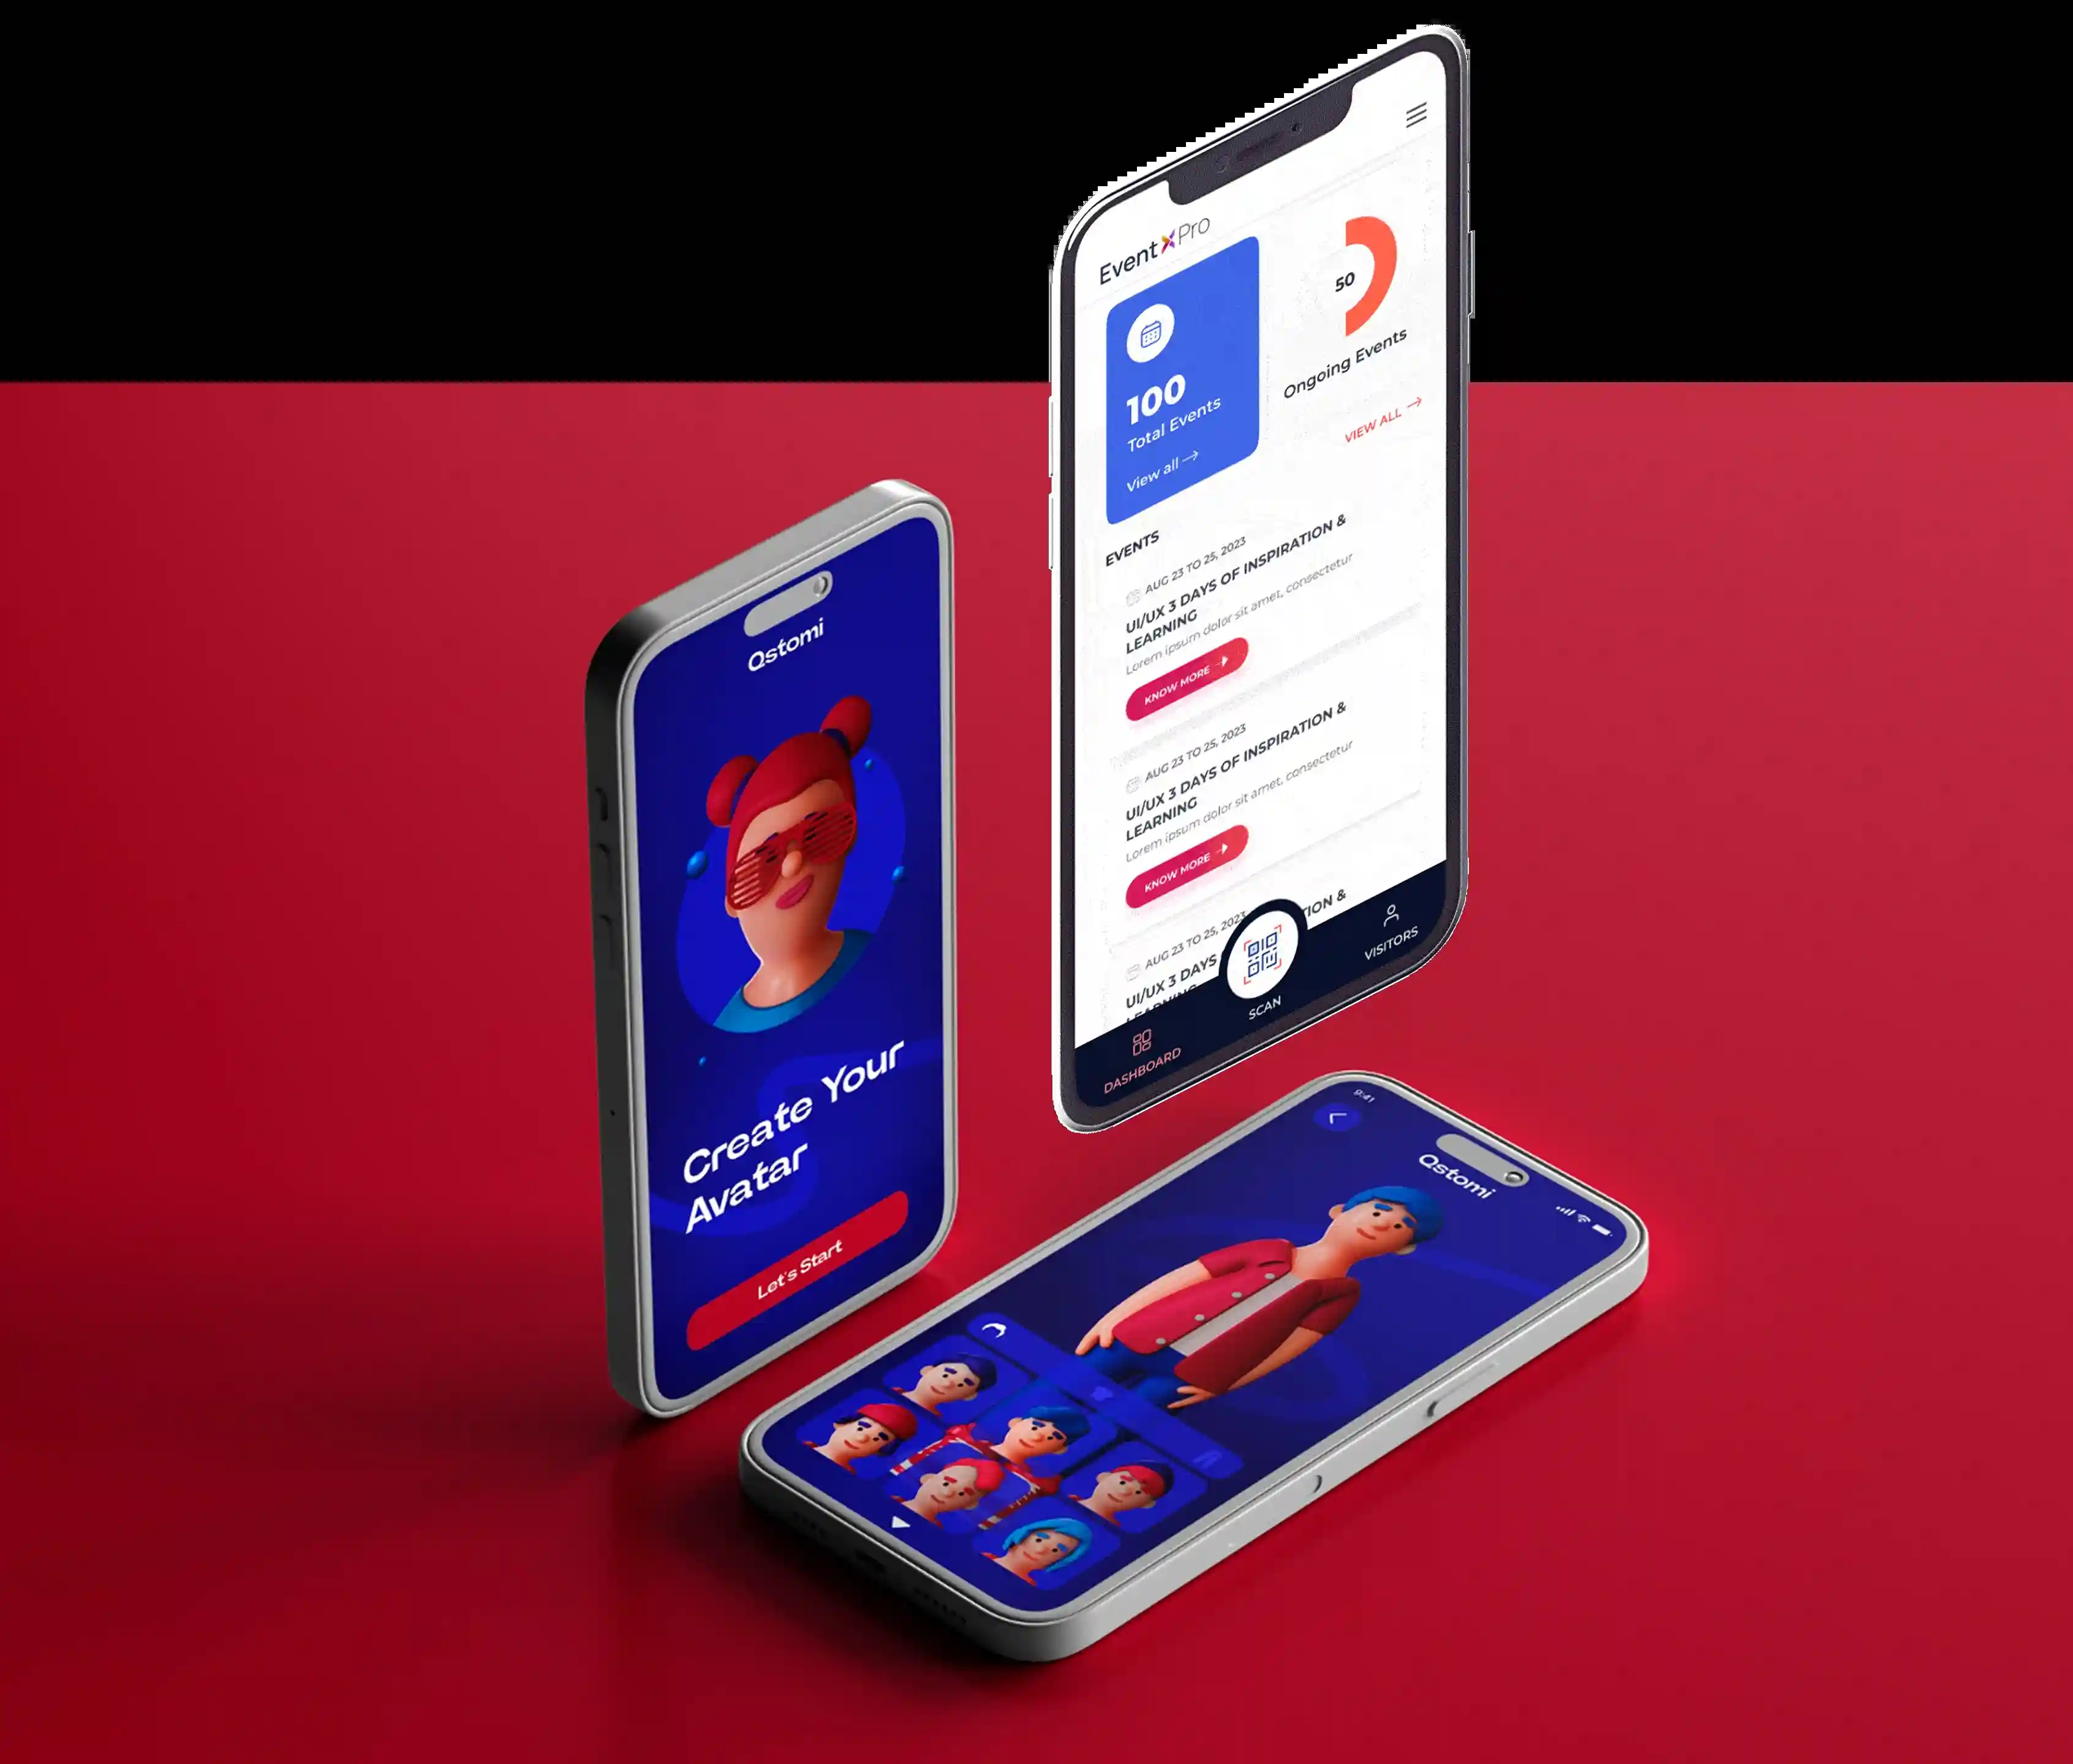 Event Pro
50
Ongoing Events
VIEW ALL
100
Total Events
View all
EVENTS
AUG 23 TO 25, 2023
UI/UX 3 DAYS OF INSPIRATION &
LEARNING
Lorem ipsum dolor sit amet, consectetur
KNOW MORE
AUG 23 TO 25, 2023
UI/UX 3 DAYS OF INSPIRATION &
LEARNING
Lorem ipsum dolor sit amet, consectetur
KNOW MORE
AUG 23 TO 25, 2023
UI/UX 3 DAYS TION &
DASHBOARD
SCAN
VISITORS
Qstomi
Create Your
Avatar
Let's Start
9:41
Qstomi